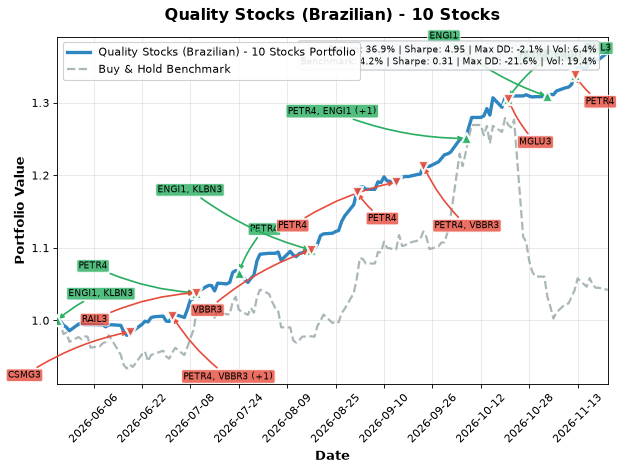 Quality Stocks (Brazilian) - 10 Stocks
ENGI1
Quality Stocks (Brazilian) - 10 Stocks Portfolio
Buy & Hold Benchmark
36.9% | Sharpe: 4.95 | Max DD: -2.1% | Vol: 6.4%
4.2% | Sharpe: 0.31 | Max DD: -21.6% | Vol: 19.4%
PETR4
PETR4, ENGI1 (+1)
MGLU3
ENGI1, KLBN3
PETR4
PETR4
PETR4, VBBR3
PETR4
ENGI1, KLBN3
VBBR3
RAIL3
CSMG3
PETR4, VBBR3 (+1)
1.3
1.2
1.1
1.0
Portfolio Value
2026-06-06
2026-06-22
2026-07-08
2026-07-24
2026-08-09
2026-08-25
2026-09-10
2026-09-26
2026-10-12
2026-10-28
2026-11-13
Date